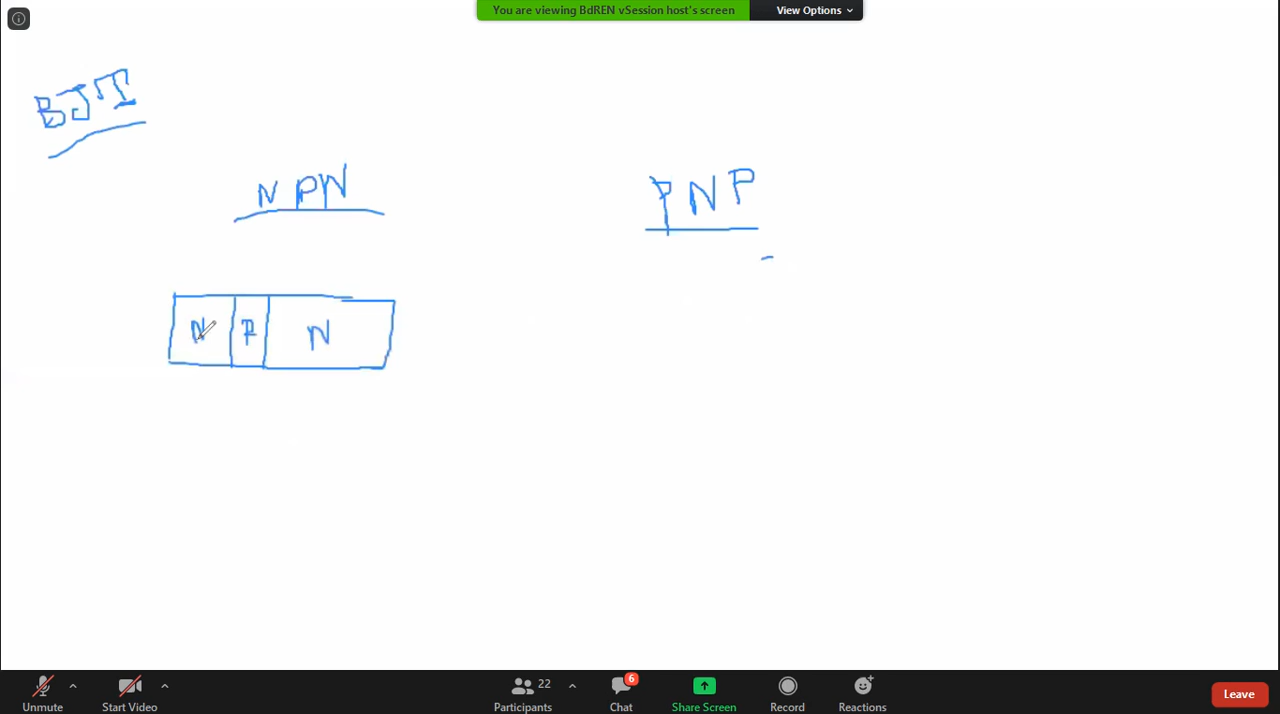 You are viewing BdREN vSession host's screen View Options
BJT
NPN PNP
N P N
Unmute Start Video 22 Participants 6 Chat Share Screen Record Reactions Leave